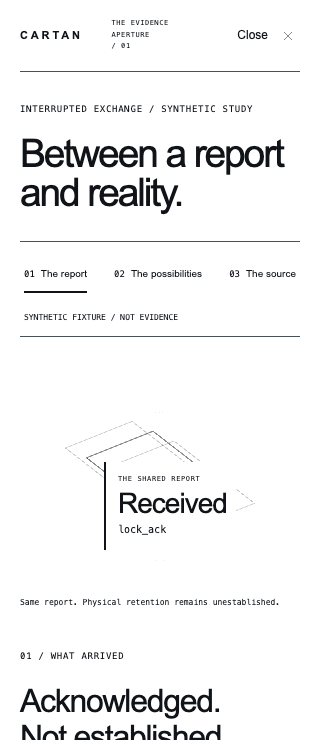 CARTAN
THE EVIDENCE
APERTURE
/ 01
Close
INTERRUPTED EXCHANGE / SYNTHETIC STUDY
Between a report
and reality.
01 The report
02 The possibilities
03 The source
SYNTHETIC FIXTURE / NOT EVIDENCE
THE SHARED REPORT
Received
lock_ack
Same report. Physical retention remains unestablished.
01 / WHAT ARRIVED
Acknowledged.
Not established